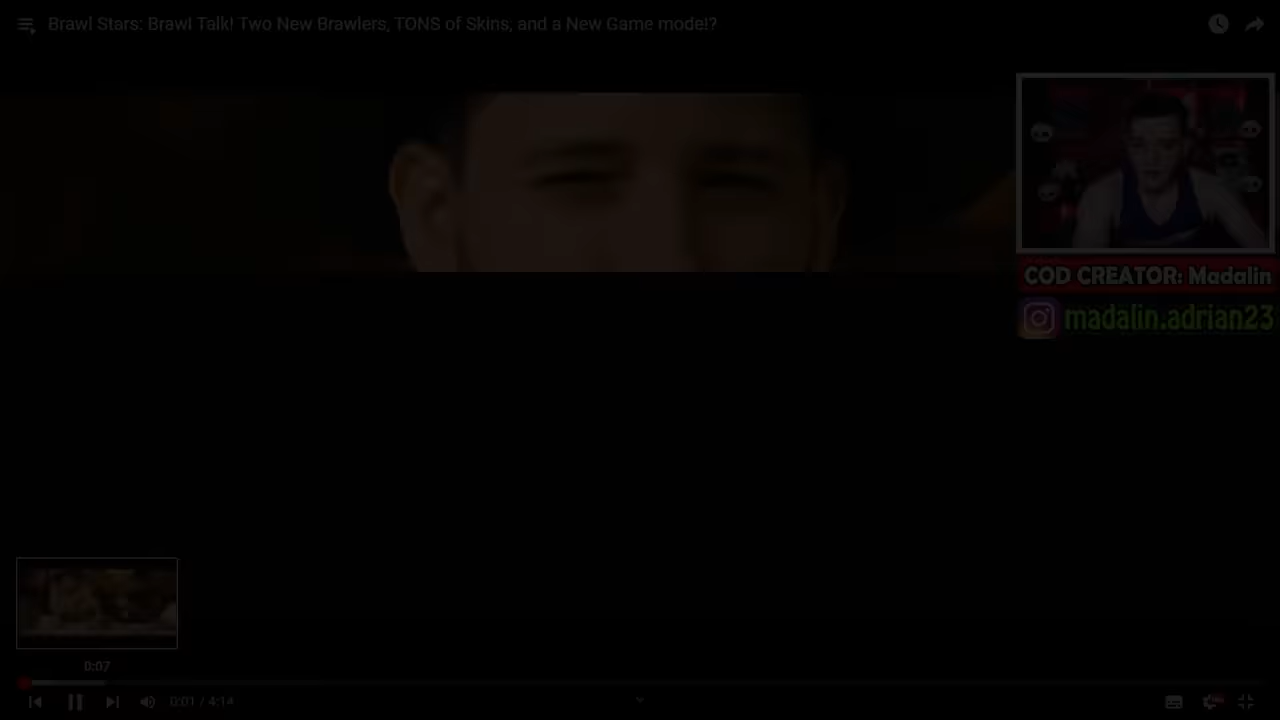 Brawl Stars: Brawl Talk! Two New Brawlers, TONS of Skins, and a New Game mode!?
COD CREATOR: Madalin
madalin.adrian23
0:07
0:01 / 4:14